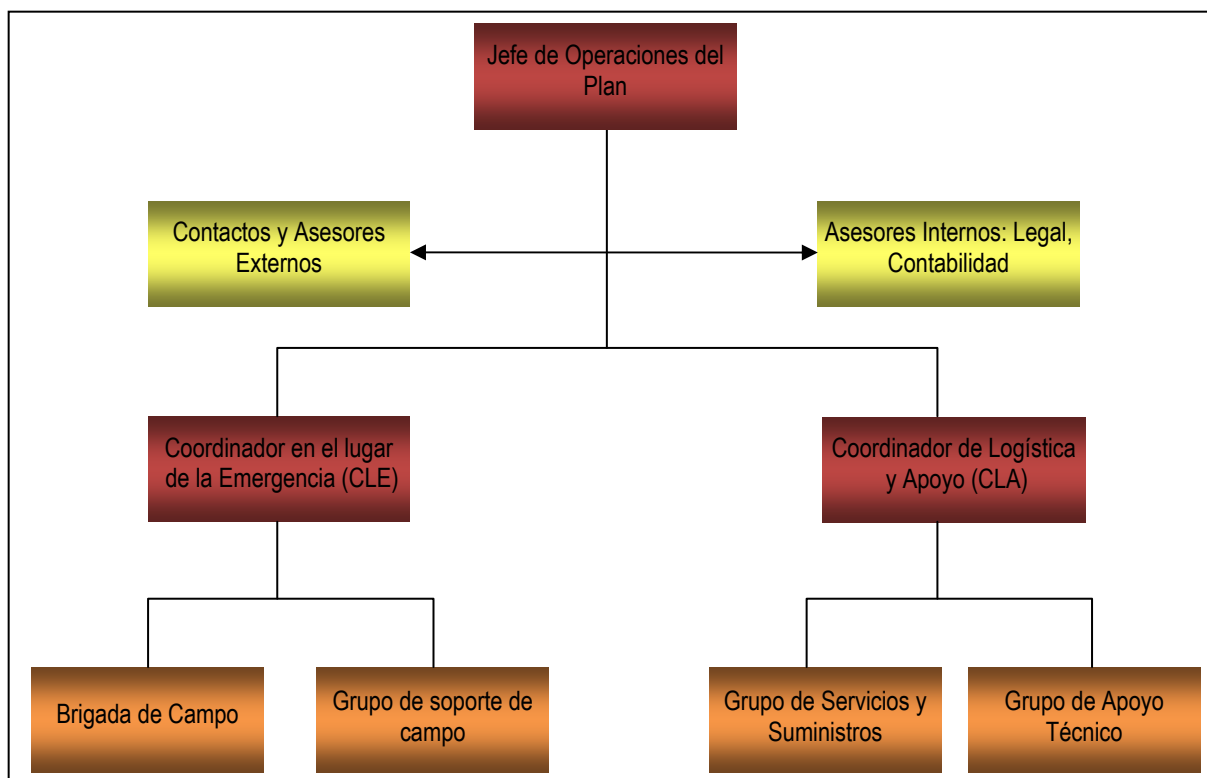 Jefe de Operaciones del
Plan
Contactos y Asesores
Externos
Asesores Internos: Legal,
Contabilidad
Coordinador en el lugar
de la Emergencia (CLE)
Coordinador de Logística
y Apoyo (CLA)
Brigada de Campo
Grupo de soporte de
campo
Grupo de Servicios y
Suministros
Grupo de Apoyo
Técnico